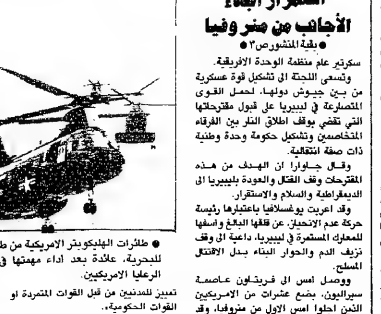 استمرار اجلاء
الأجانب من منروفيا
● بقية المنشور ص٣ ●
سكرتير عام منظمة الوحدة الافريقية.
وتسعى اللجنة الى تشكيل قوة عسكرية
من بين جيوش دولها. لحمل القوى
المتصارعة في ليبيريا على قبول مقترحاتها
التي تقضي بوقف اطلاق النار بين الفرقاء
المتخاصمين وتشكيل حكومة وحدة وطنية
ذات صفة انتقالية.
وقال جاوارا ان الهدف من هذه
المقترحات وقف القتال والعودة بليبيريا الى
الديمقراطية والسلام والاستقرار.
وقد اعربت يوغسلافيا باعتبارها رئيسة
حركة عدم الانحياز، عن قلقها البالغ واسفها
للمعارك المستمرة في ليبيريا، داعية الى وقف
نزيف الدم والحوار البناء بدل الاقتتال
المسلح.
ووصل امس الى فريتاون عاصمة
سيراليون، بضع عشرات من الامريكيين
الذين اجلوا امس الاول من منروفيا، وقد
● طائرات الهليكوبتر الامريكية من
للبحرية، عائدة بعد اداء مهمتها في
الرعايا الامريكيين.
تمييز للمدنيين من قبل القوات المتمردة او
القوات الحكومية».